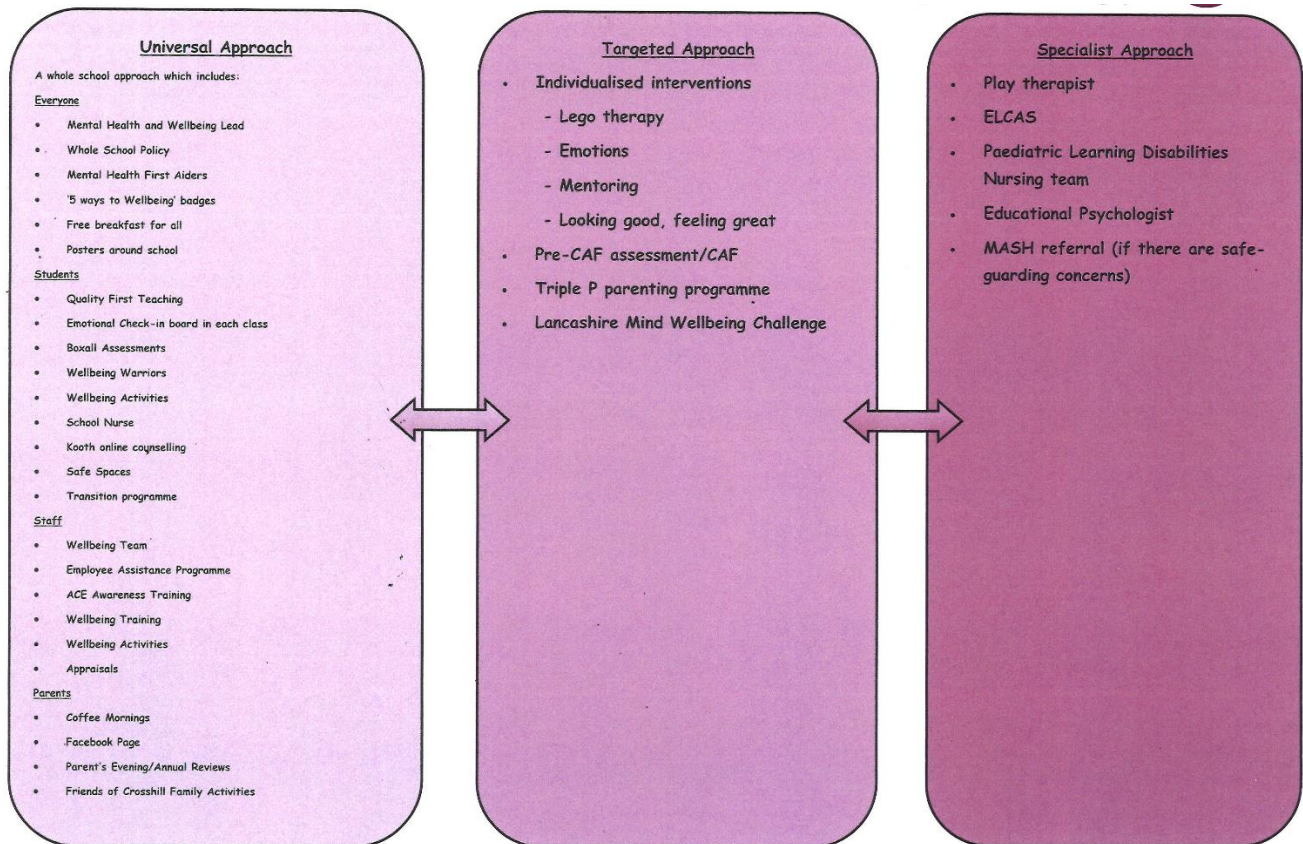 Universal Approach
A whole school approach which includes:
Everyone
• Mental Health and Wellbeing Lead
• Whole School Policy
• Mental Health First Aiders
• '5 ways to Wellbeing' badges
• Free breakfast for all
• Posters around school
Students
• Quality First Teaching
• Emotional Check-in board in each class
• Boxall Assessments
• Wellbeing Warriors
• Wellbeing Activities
• School Nurse
• Kooth online counselling
• Safe Spaces
• Transition programme
Staff
• Wellbeing Team
• Employee Assistance Programme
• ACE Awareness Training
• Wellbeing Training
• Wellbeing Activities
• Appraisals
Parents
• Coffee Mornings
• Facebook Page
• Parent's Evening/Annual Reviews
• Friends of Crosshill Family Activities
Targeted Approach
• Individualised interventions
- Lego therapy
- Emotions
- Mentoring
- Looking good, feeling great
• Pre-CAF assessment/CAF
• Triple P parenting programme
• Lancashire Mind Wellbeing Challenge
Specialist Approach
• Play therapist
• ELCAS
• Paediatric Learning Disabilities
Nursing team
• Educational Psychologist
• MASH referral (if there are safe-
guarding concerns)